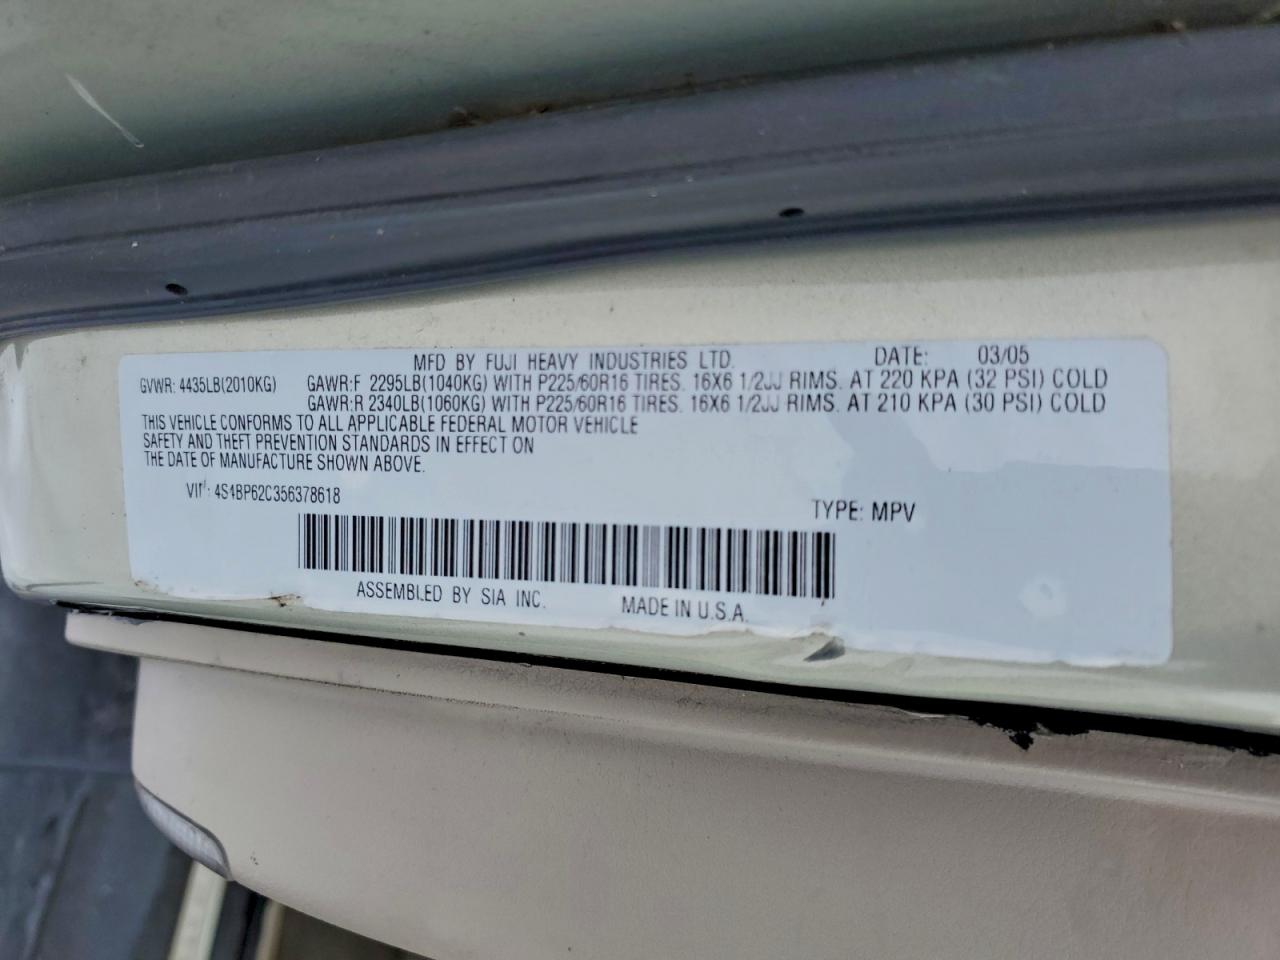 MFD BY FUJI HEAVY INDUSTRIES LTD. DATE: 03/05
GVWR: 4435LB(2010KG) GAWR:F 2295LB(1040KG) WITH P225/60R16 TIRES. 16X6 1/2JJ RIMS. AT 220 KPA (32 PSI) COLD
GAWR:R 2340LB(1060KG) WITH P225/60R16 TIRES. 16X6 1/2JJ RIMS. AT 210 KPA (30 PSI) COLD
THIS VEHICLE CONFORMS TO ALL APPLICABLE FEDERAL MOTOR VEHICLE
SAFETY AND THEFT PREVENTION STANDARDS IN EFFECT ON
THE DATE OF MANUFACTURE SHOWN ABOVE.
VIN: 4S4BP62C356378618 TYPE: MPV
ASSEMBLED BY SIA INC. MADE IN U.S.A.